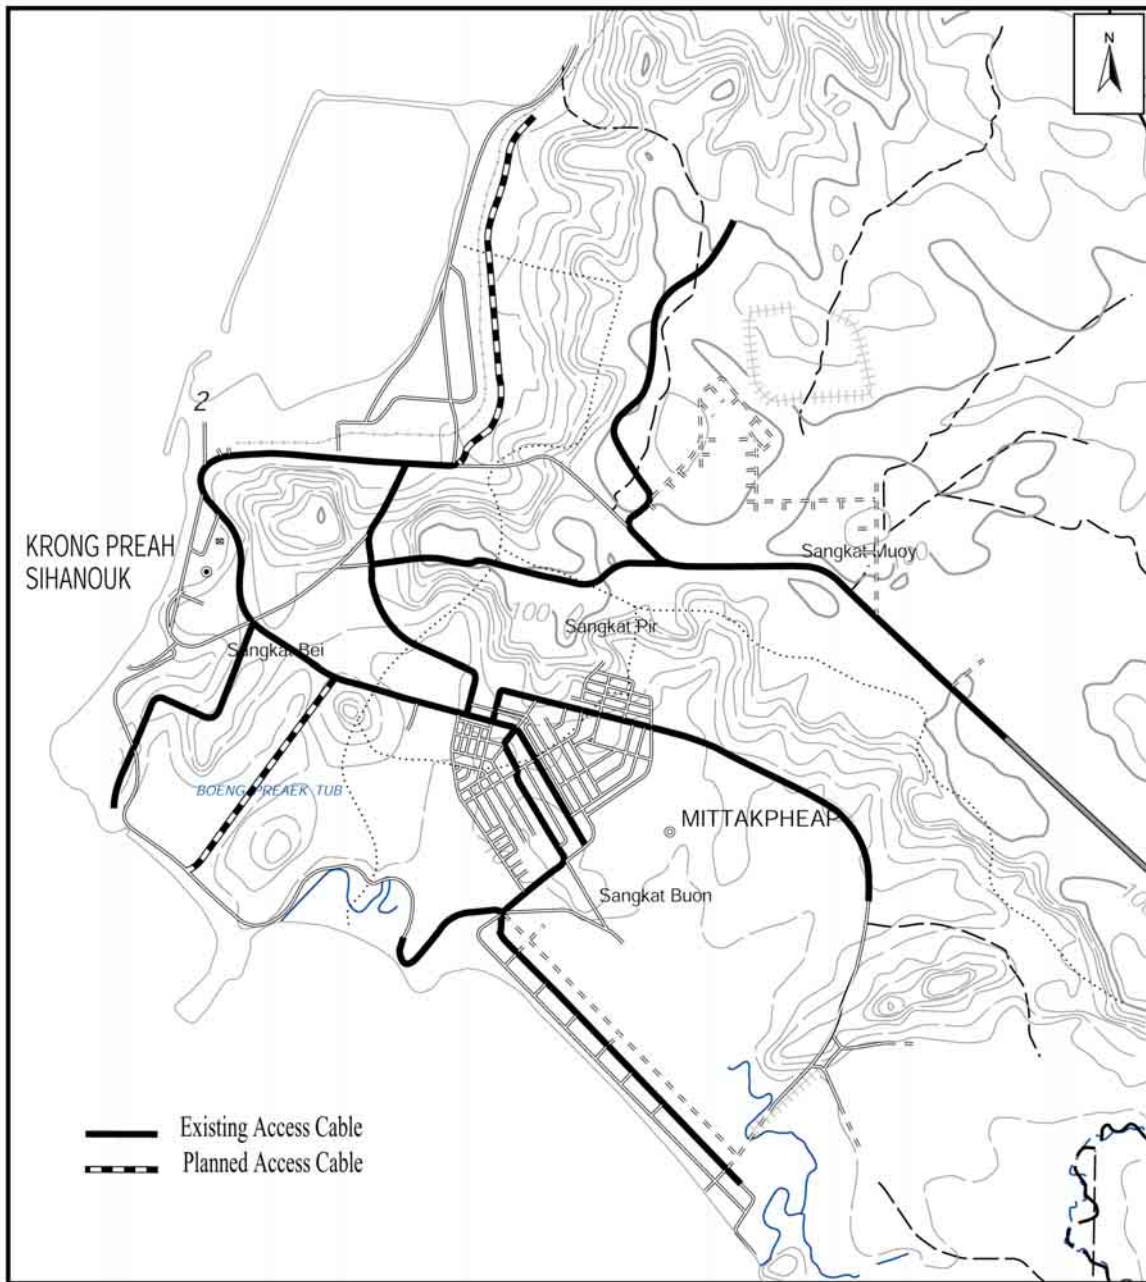 N
2
KRONG PREAH
SIHANOUK
Sangkat Muoy
Sangkat Pir
Sangkat Bei
BOENG PREAEK TUB
MITTAKPHEAP
Sangkat Buon
Existing Access Cable
Planned Access Cable